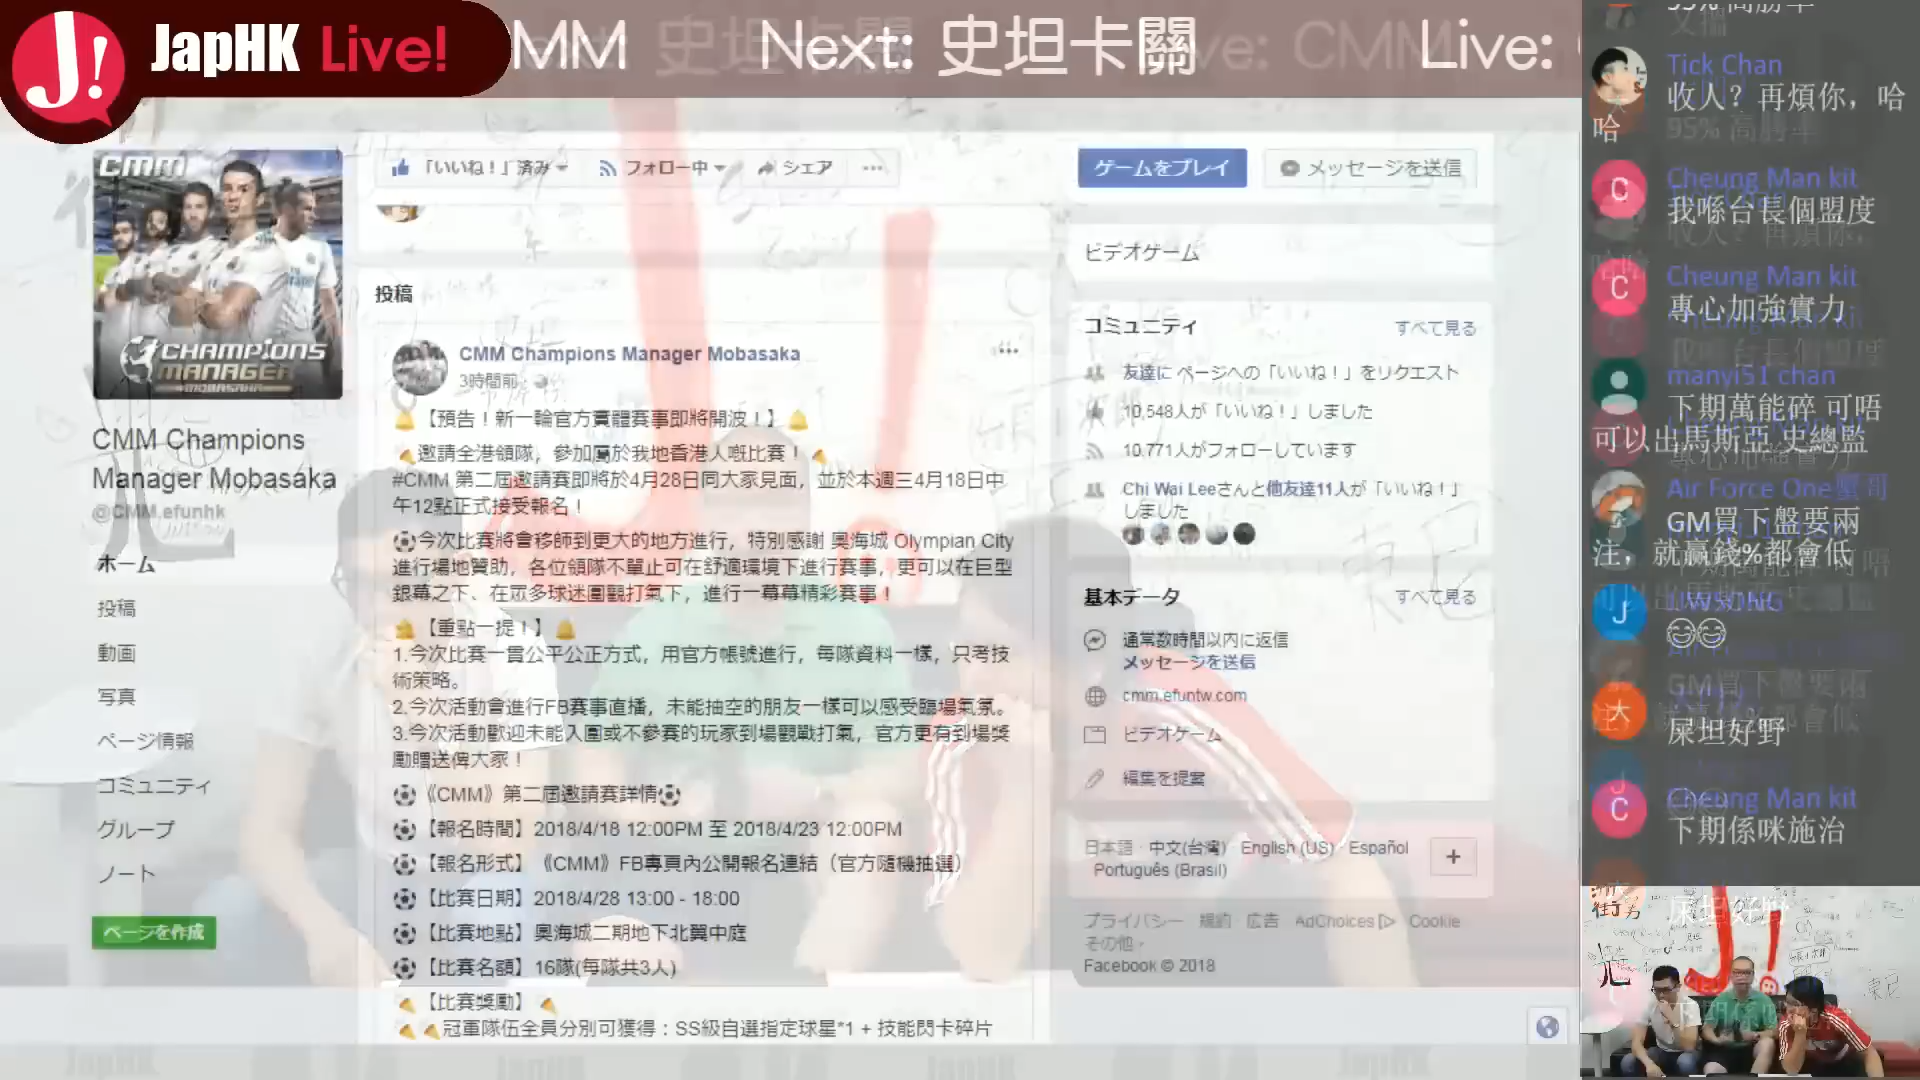 JapHK Live!
MM
Next: 史坦卡關
Live:
CMM
CHAMPIONS
MANAGER
MOBASAKA
CMM Champions
Manager Mobasaka
@CMM.efunhk
ホーム
投稿
動画
写真
ページ情報
コミュニティ
グループ
ノート
ページを作成
「いいね！」済み
フォロー中
シェア
投稿
CMM Champions Manager Mobasaka
3時間前
【預告！新一輪官方實體賽事即將開波！】
邀請全港領隊，參加屬於我地香港人嘅比賽！
#CMM 第二屆邀請賽即將於4月28日同大家見面，並於本週三4月18日中
午12點正式接受報名！
今次比賽將會移師到更大的地方進行，特別感謝 奧海城 Olympian City
進行場地贊助，各位領隊不單止可在舒適環境下進行賽事，更可以在巨型
銀幕之下、在眾多球迷圍觀打氣下，進行一幕幕精彩賽事！
【重點一提！】
1.今次比賽一貫公平公正方式，用官方帳號進行，每隊資料一樣，只考技
術策略。
2.今次活動會進行FB賽事直播，未能抽空的朋友一樣可以感受臨場氣氛。
3.今次活動歡迎未能入圍或不參賽的玩家到場觀戰打氣，官方更有到場獎
勵贈送俾大家！
《CMM》第二屆邀請賽詳情
【報名時間】2018/4/18 12:00PM 至 2018/4/23 12:00PM
【報名形式】《CMM》FB專頁內公開報名連結（官方隨機抽選）
【比賽日期】2018/4/28 13:00 - 18:00
【比賽地點】奧海城二期地下北翼中庭
【比賽名額】16隊(每隊共3人)
【比賽獎勵】
冠軍隊伍全員分別可獲得：SS級自選指定球星*1 + 技能閃卡碎片
ゲームをプレイ
メッセージを送信
ビデオゲーム
コミュニティ
すべて見る
友達に ページへの「いいね！」をリクエスト
10,548人が「いいね！」しました
10,771人がフォローしています
Chi Wai Leeさんと他友達11人が「いいね！」
しました
基本データ
すべて見る
通常数時間以内に返信
メッセージを送信
cmm.efuntw.com
ビデオゲーム
編集を提案
日本語 · 中文(台灣) · English (US) · Español
Português (Brasil)
プライバシー · 規約 · 広告 · AdChoices · Cookie
その他
Facebook © 2018
Tick Chan
收人？再煩你，哈
哈
Cheung Man kit
我喺台長個盟度
Cheung Man kit
專心加強實力
manyi51 chan
下期萬能碎 可唔
可以出馬斯亞 史總監
Air Force One蟹哥
GM買下盤要兩
注，就贏錢%都會低
屎坦好野
Cheung Man kit
下期係咪施治